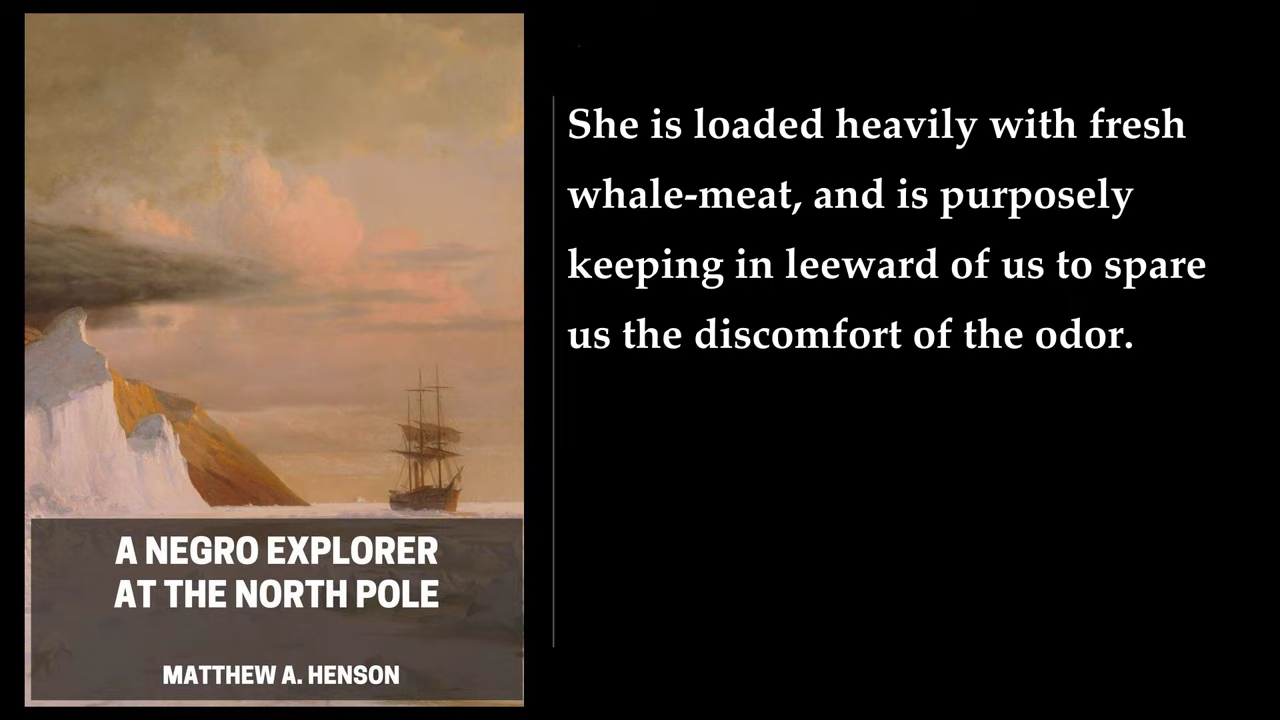 She is loaded heavily with fresh
whale-meat, and is purposely
keeping in leeward of us to spare
us the discomfort of the odor.
A NEGRO EXPLORER
AT THE NORTH POLE
MATTHEW A. HENSON